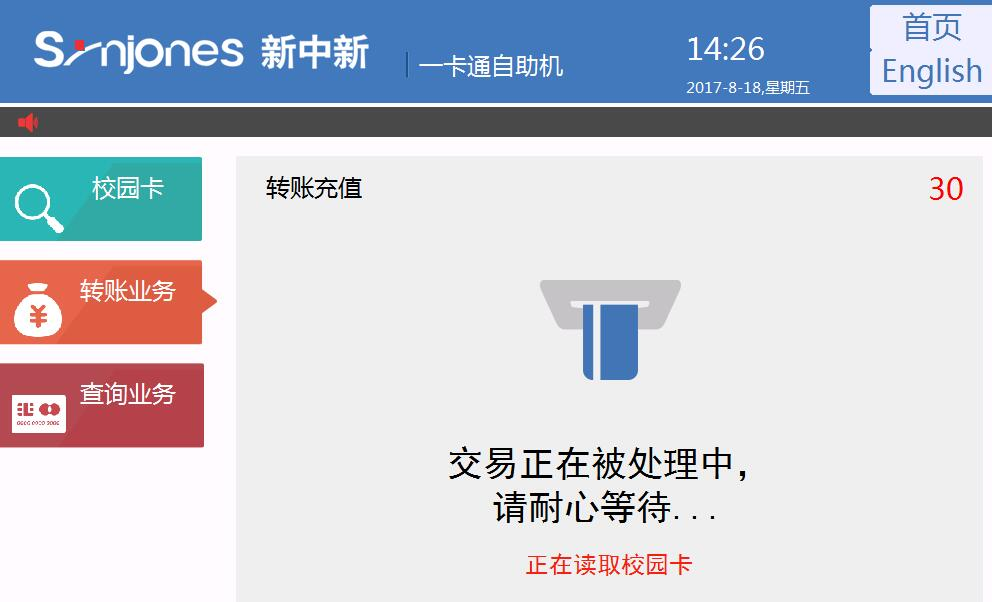 Synjones 新中新
一卡通自助机
14:26
2017-8-18,星期五
首页
English
校园卡
转账业务
查询业务
转账充值
30
交易正在被处理中，
请耐心等待...
正在读取校园卡